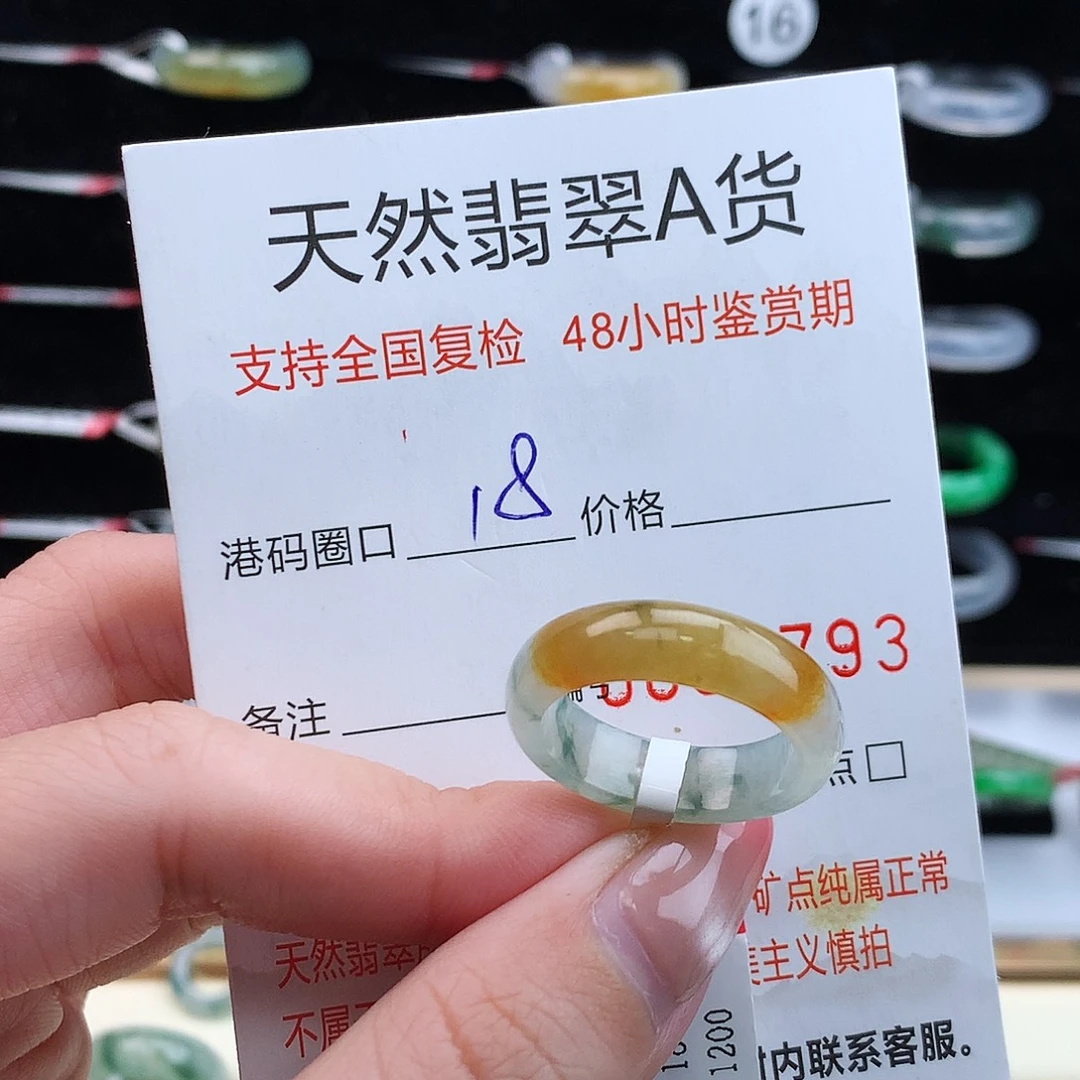 16
天然翡翠A货
支持全国复检 48小时鉴赏期
港码圈口 18 价格
备注 793
点□
矿点纯属正常
天然翡翠
主义慎拍
不属
内联系客服。
1200